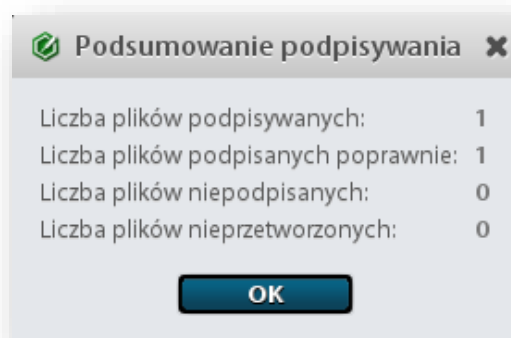 Podsumowanie podpisywania
Liczba plików podpisywanych: 1
Liczba plików podpisanych poprawnie: 1
Liczba plików niepodpisanych: 0
Liczba plików nieprzetworzonych: 0
OK